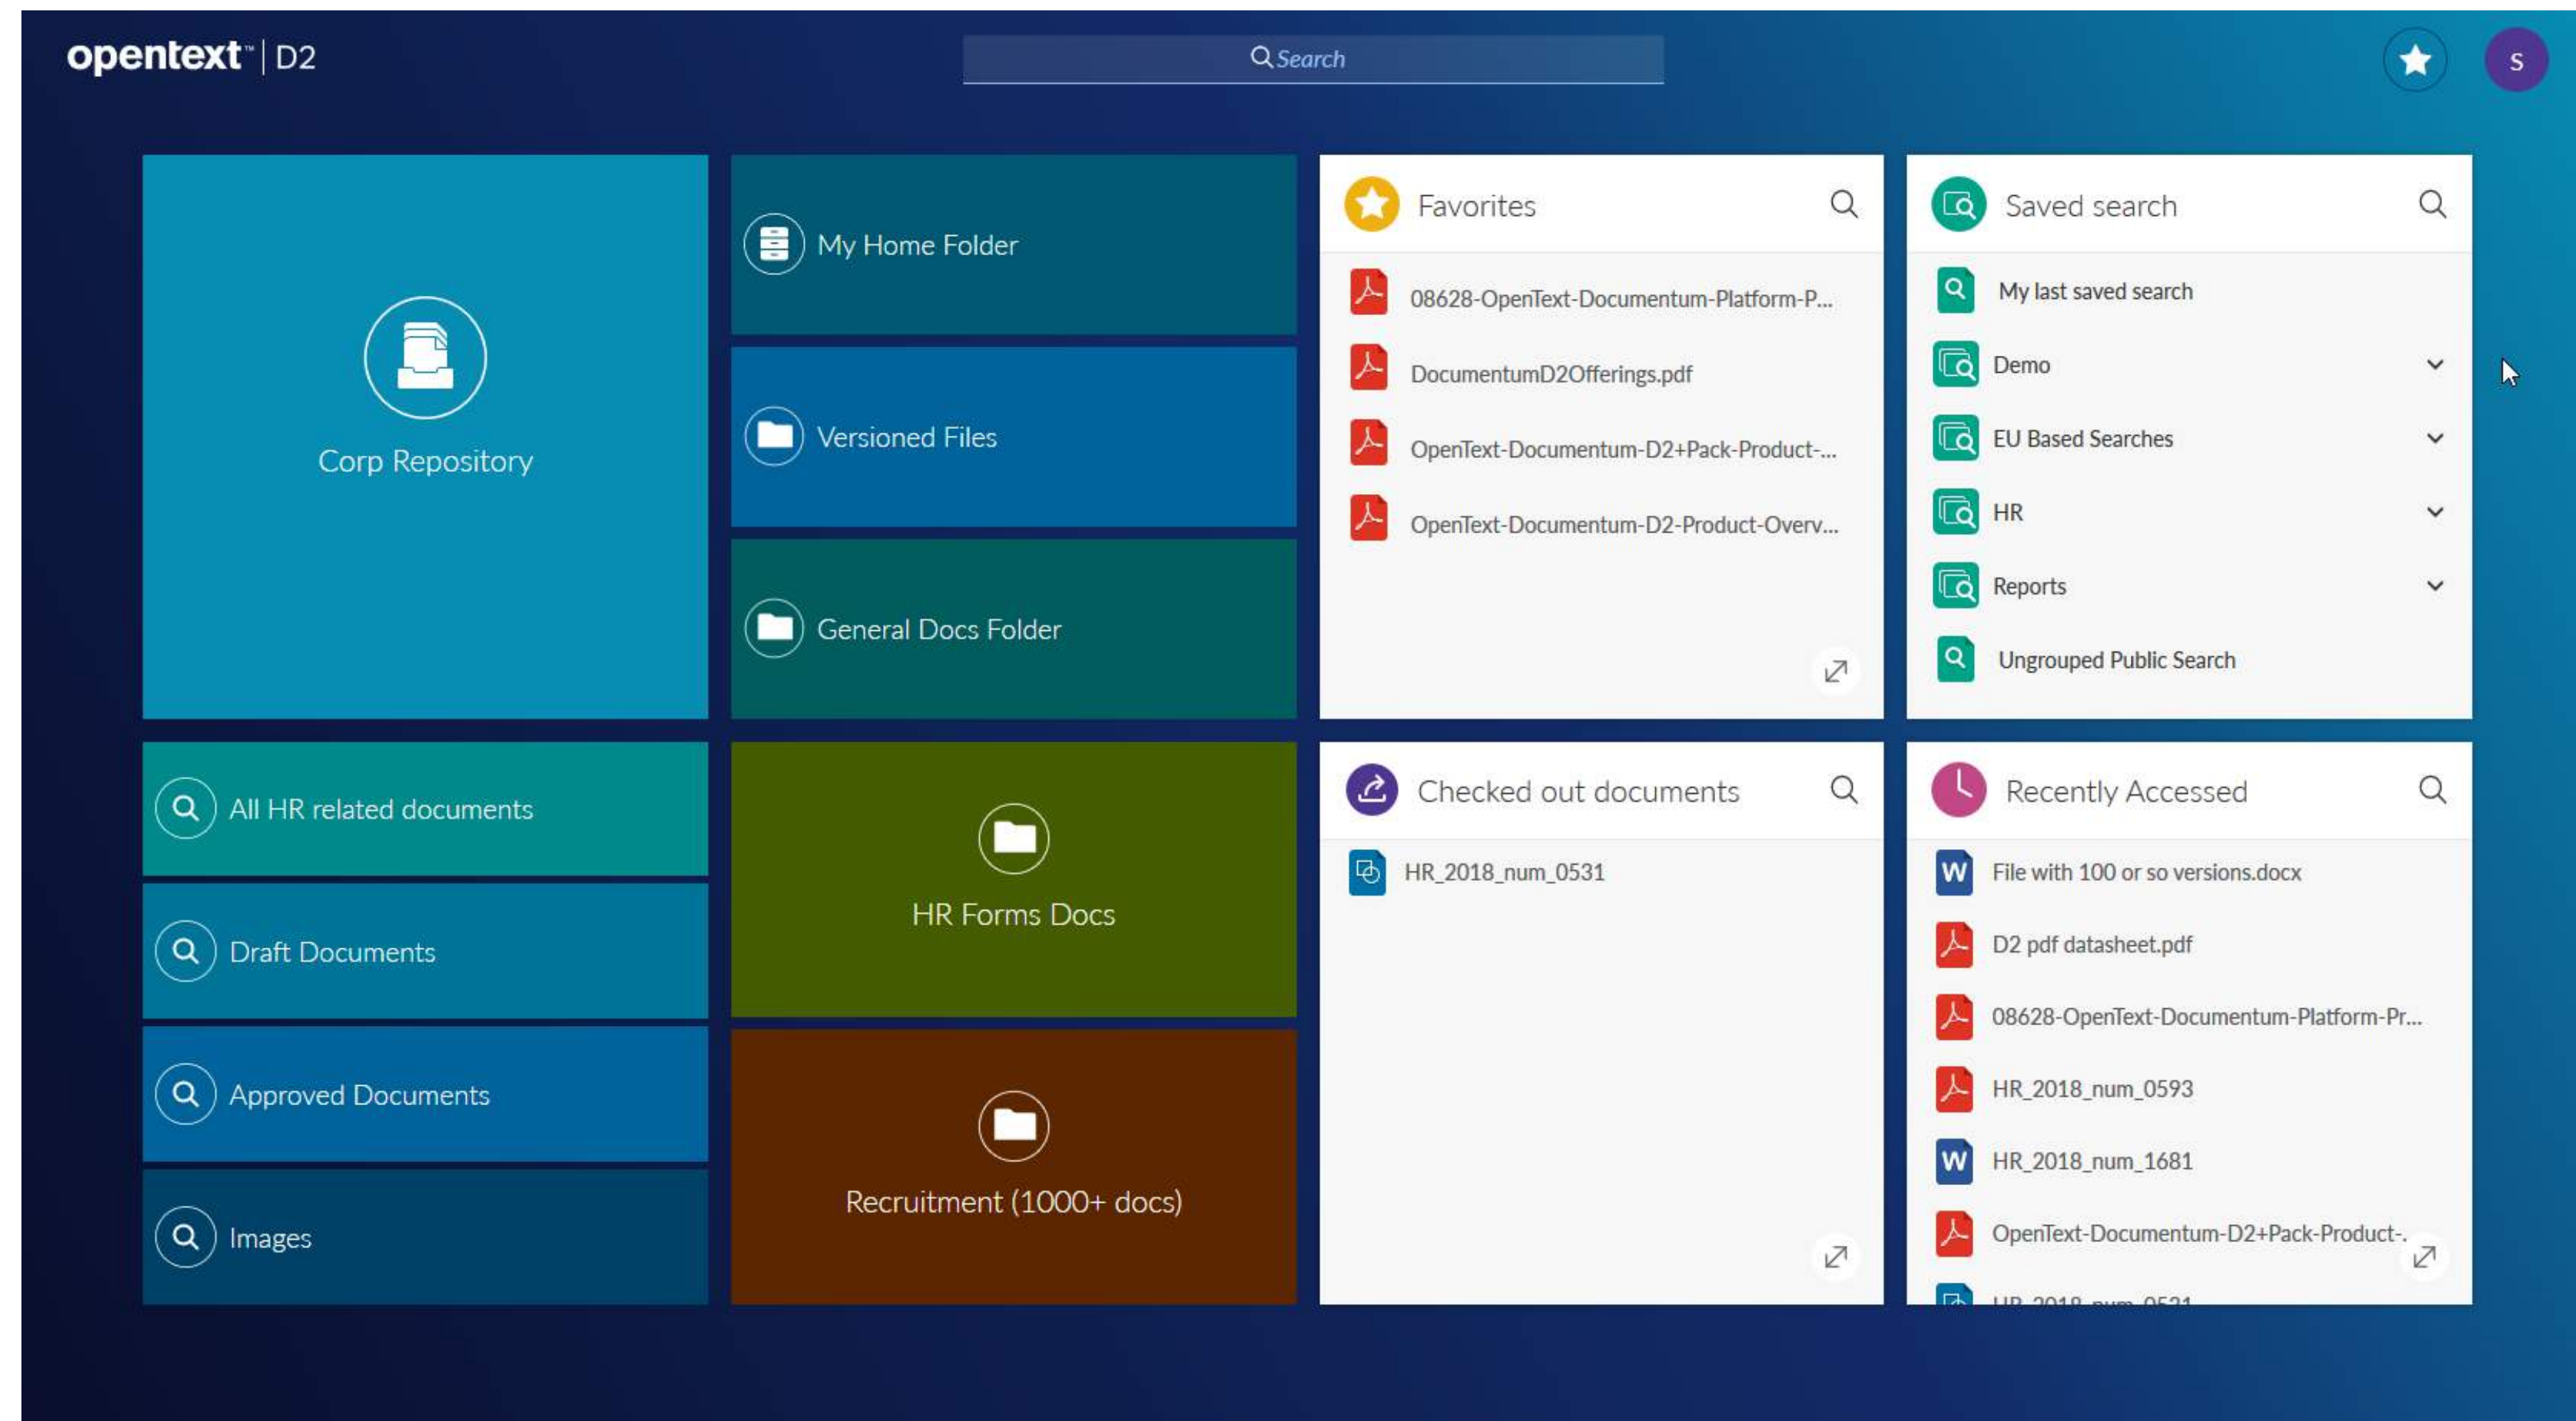 opentext™ | D2
Search
S
Corp Repository
My Home Folder
Versioned Files
General Docs Folder
Favorites
08628-OpenText-Documentum-Platform-P...
DocumentumD2Offerings.pdf
OpenText-Documentum-D2+Pack-Product-...
OpenText-Documentum-D2-Product-Overv...
Saved search
My last saved search
Demo
EU Based Searches
HR
Reports
Ungrouped Public Search
All HR related documents
Draft Documents
Approved Documents
Images
HR Forms Docs
Recruitment (1000+ docs)
Checked out documents
HR_2018_num_0531
Recently Accessed
W File with 100 or so versions.docx
D2 pdf datasheet.pdf
08628-OpenText-Documentum-Platform-Pr...
HR_2018_num_0593
W HR_2018_num_1681
OpenText-Documentum-D2+Pack-Product-.